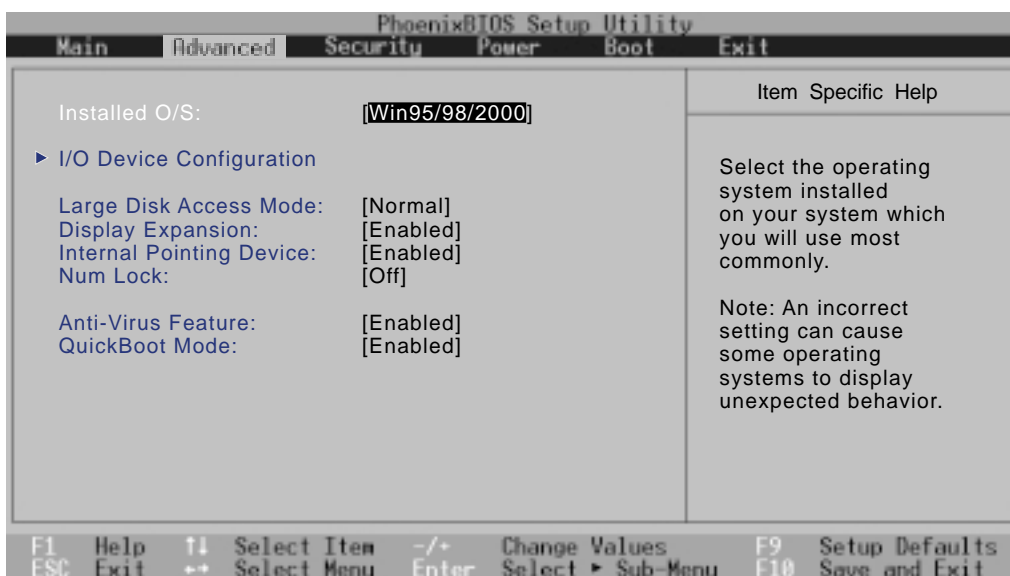 PhoenixBIOS Setup Utility
Main Advanced Security Power Boot Exit
Installed O/S: [Win95/98/2000]
I/O Device Configuration
Large Disk Access Mode: [Normal]
Display Expansion: [Enabled]
Internal Pointing Device: [Enabled]
Num Lock: [Off]
Anti-Virus Feature: [Enabled]
QuickBoot Mode: [Enabled]
Item Specific Help
Select the operating
system installed
on your system which
you will use most
commonly.
Note: An incorrect
setting can cause
some operating
systems to display
unexpected behavior.
F1 Help ↑↓ Select Item -/+ Change Values F9 Setup Defaults
ESC Exit ←→ Select Menu Enter Select ▶ Sub-Menu F10 Save and Exit